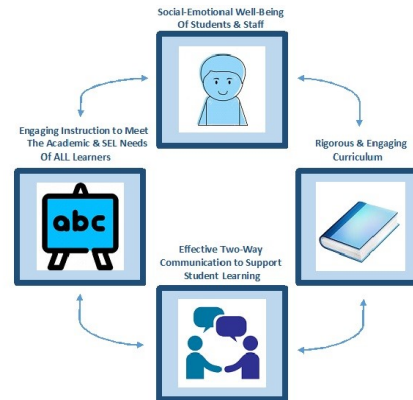 Social-Emotional Well-Being
Of Students & Staff
Engaging Instruction to Meet
The Academic & SEL Needs
Of ALL Learners
abc
Rigorous & Engaging
Curriculum
Effective Two-Way
Communication to Support
Student Learning